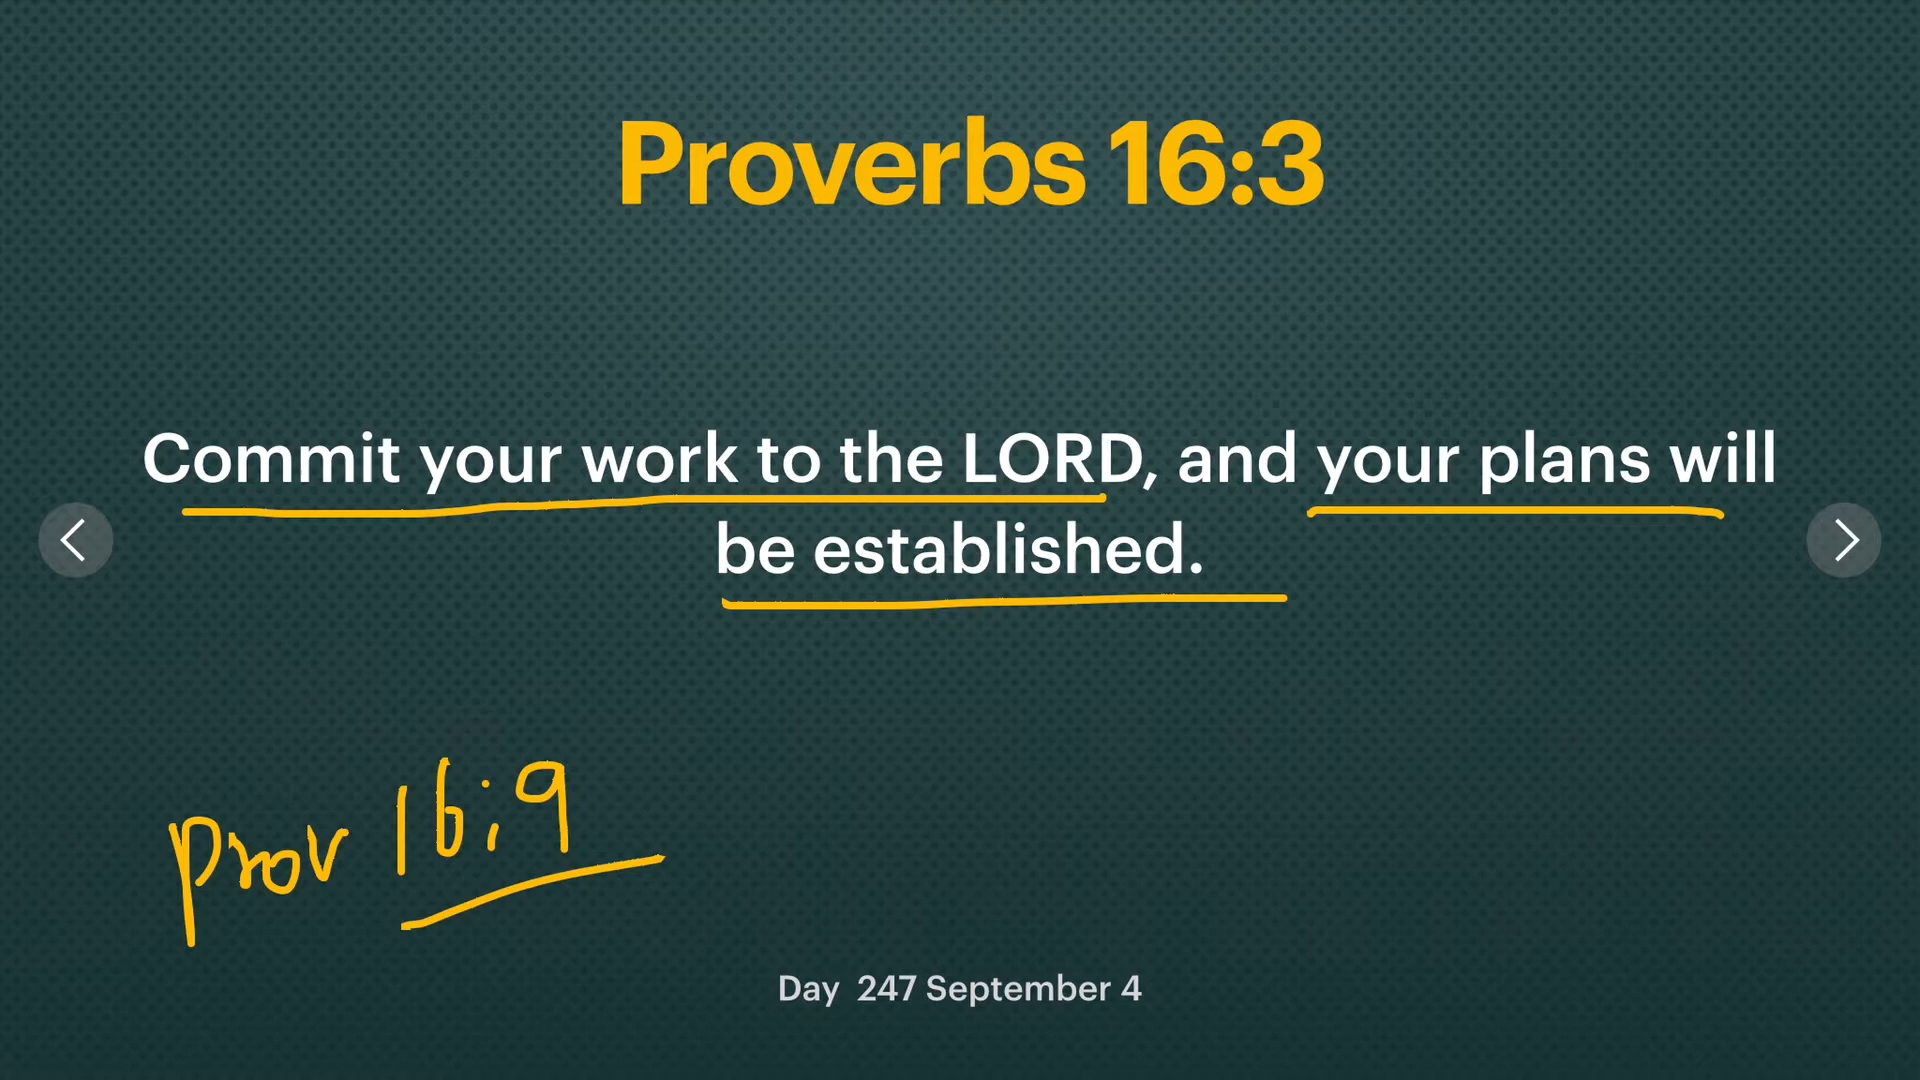 Proverbs 16:3
Commit your work to the LORD, and your plans will
be established.
prov 16:9
Day 247 September 4